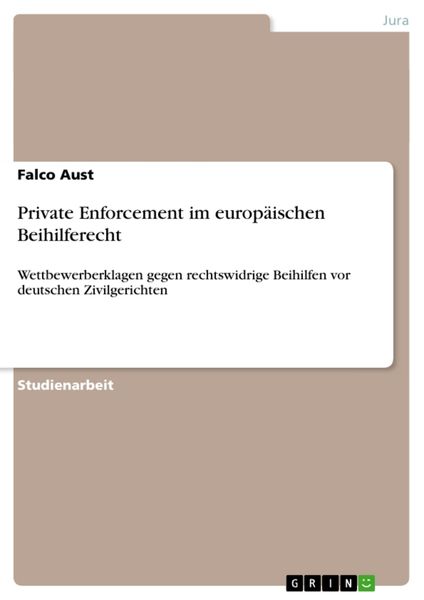 Jura
Falco Aust
Private Enforcement im europäischen
Beihilferecht
Wettbewerberklagen gegen rechtswidrige Beihilfen vor
deutschen Zivilgerichten
Studienarbeit
GRIN